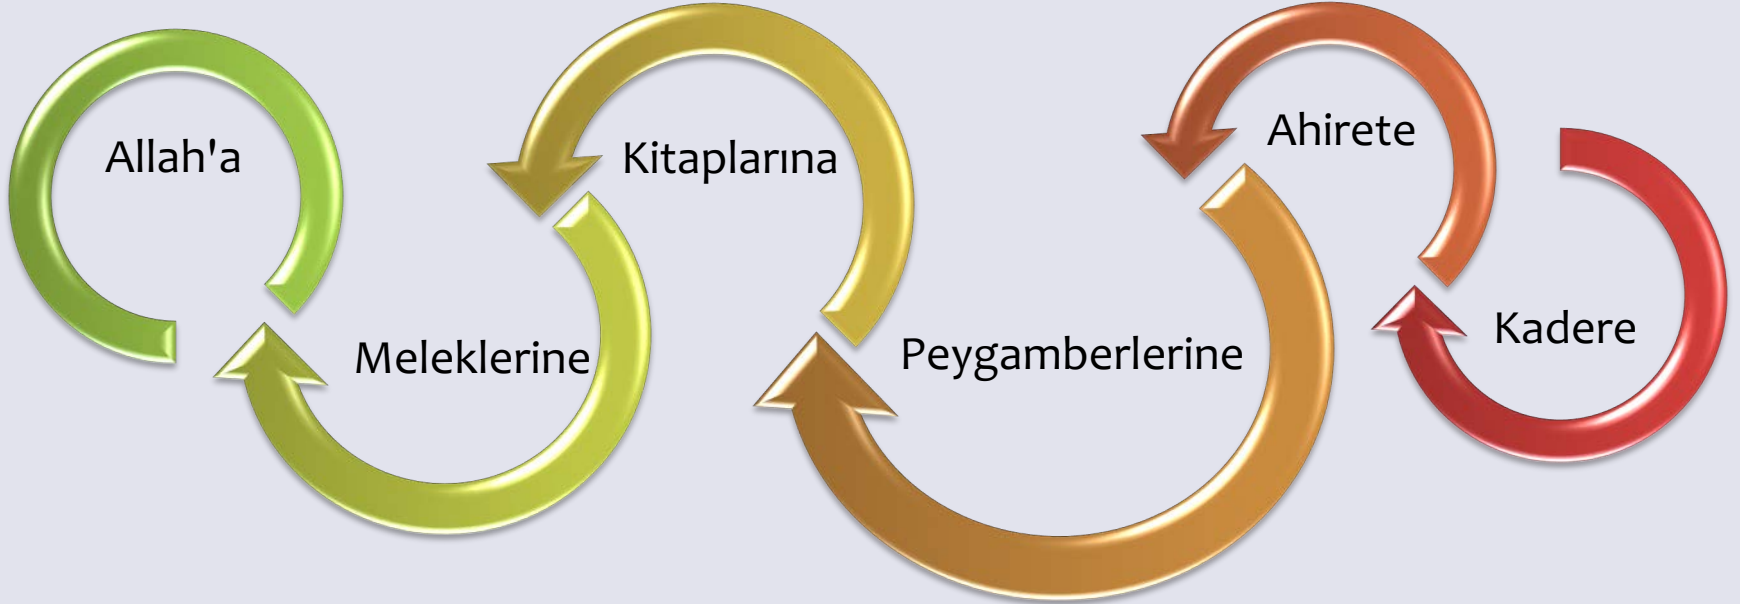 Allah'a
Meleklerine
Kitaplarına
Peygamberlerine
Ahirete
Kadere